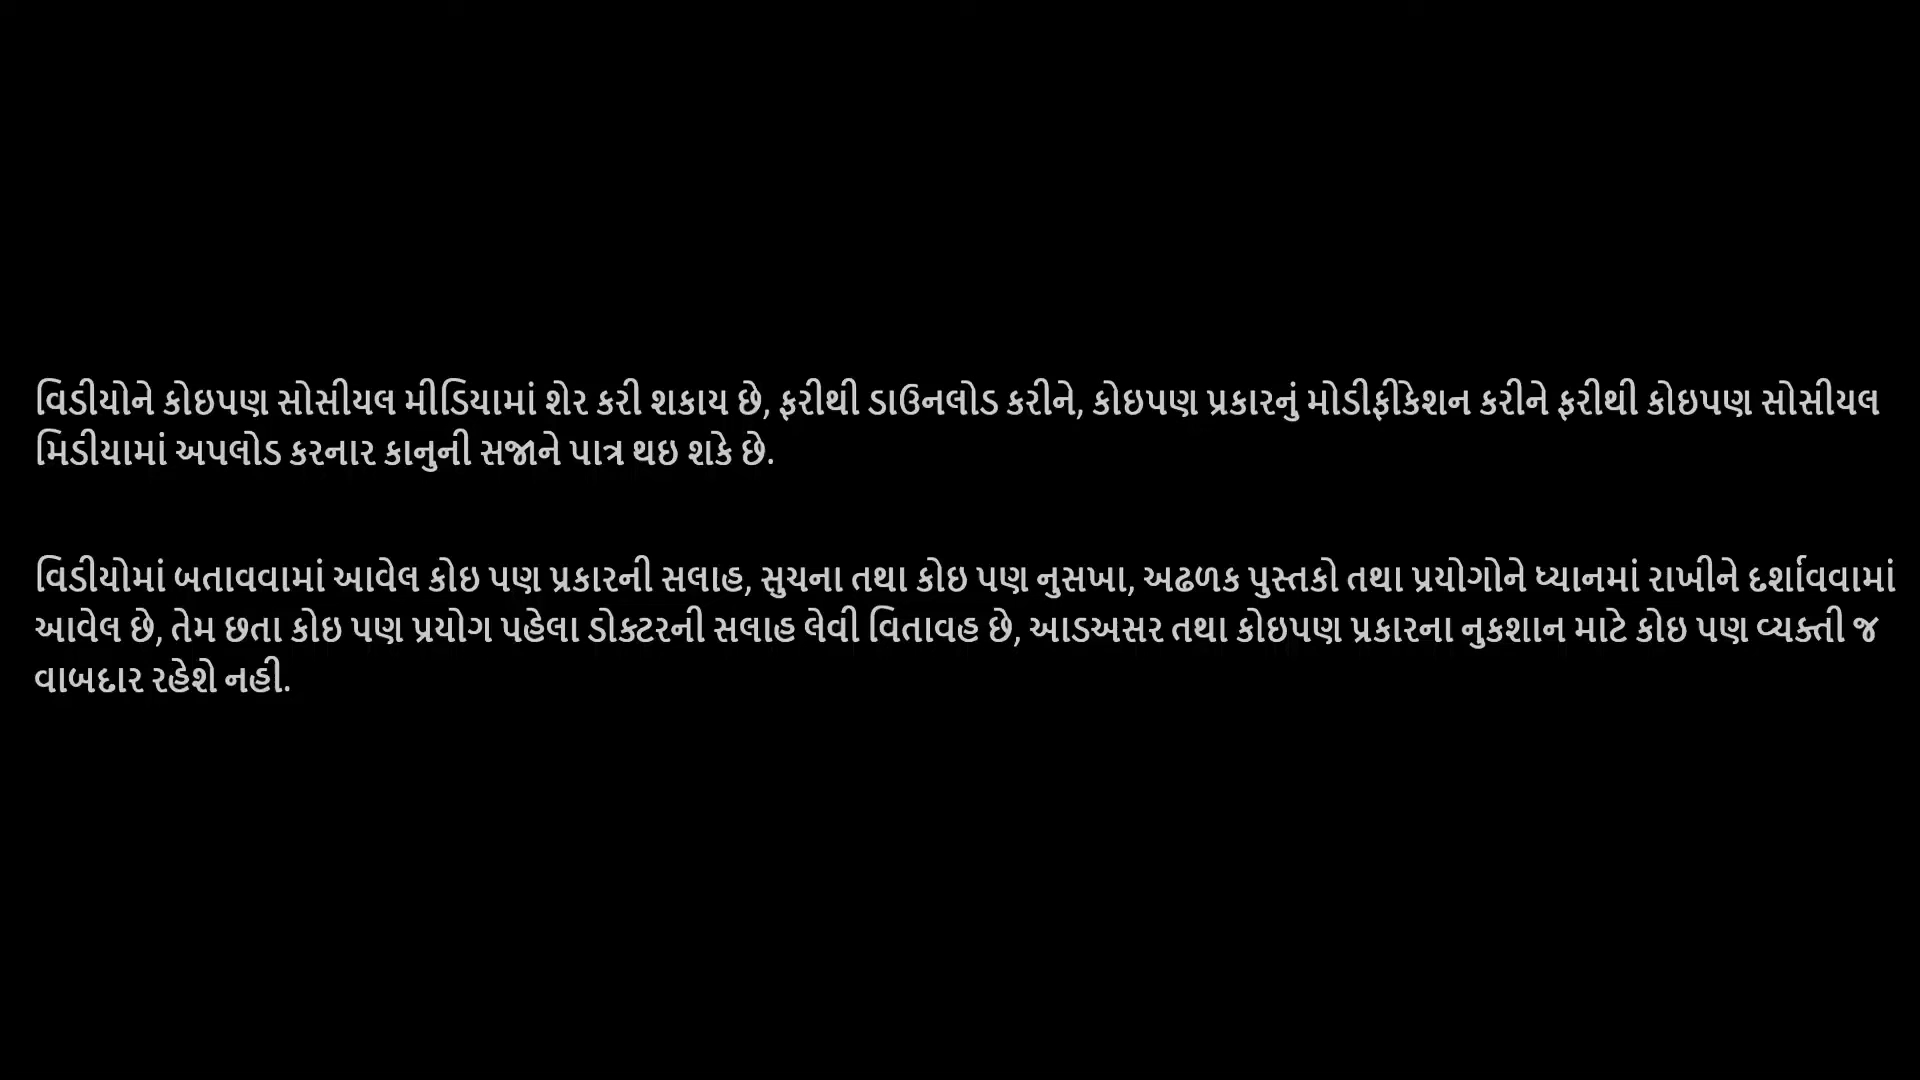 વિડીયોને કોઇપણ સોસીયલ મીડિયામાં શેર કરી શકાય છે, ફરીથી ડાઉનલોડ કરીને, કોઇપણ પ્રકારનું મોડીફીકેશન કરીને ફરીથી કોઇપણ સોસીયલ
મિડીયામાં અપલોડ કરનાર કાનુની સજાને પાત્ર થઇ શકે છે.
વિડીયોમાં બતાવવામાં આવેલ કોઇ પણ પ્રકારની સલાહ, સુચના તથા કોઇ પણ નુસખા, અઢળક પુસ્તકો તથા પ્રયોગોને ધ્યાનમાં રાખીને દર્શાવવામાં
આવેલ છે, તેમ છતા કોઇ પણ પ્રયોગ પહેલા ડોક્ટરની સલાહ લેવી વિતાવહ છે, આડઅસર તથા કોઇપણ પ્રકારના નુકશાન માટે કોઇ પણ વ્યક્તી જ
વાબદાર રહેશે નહી.